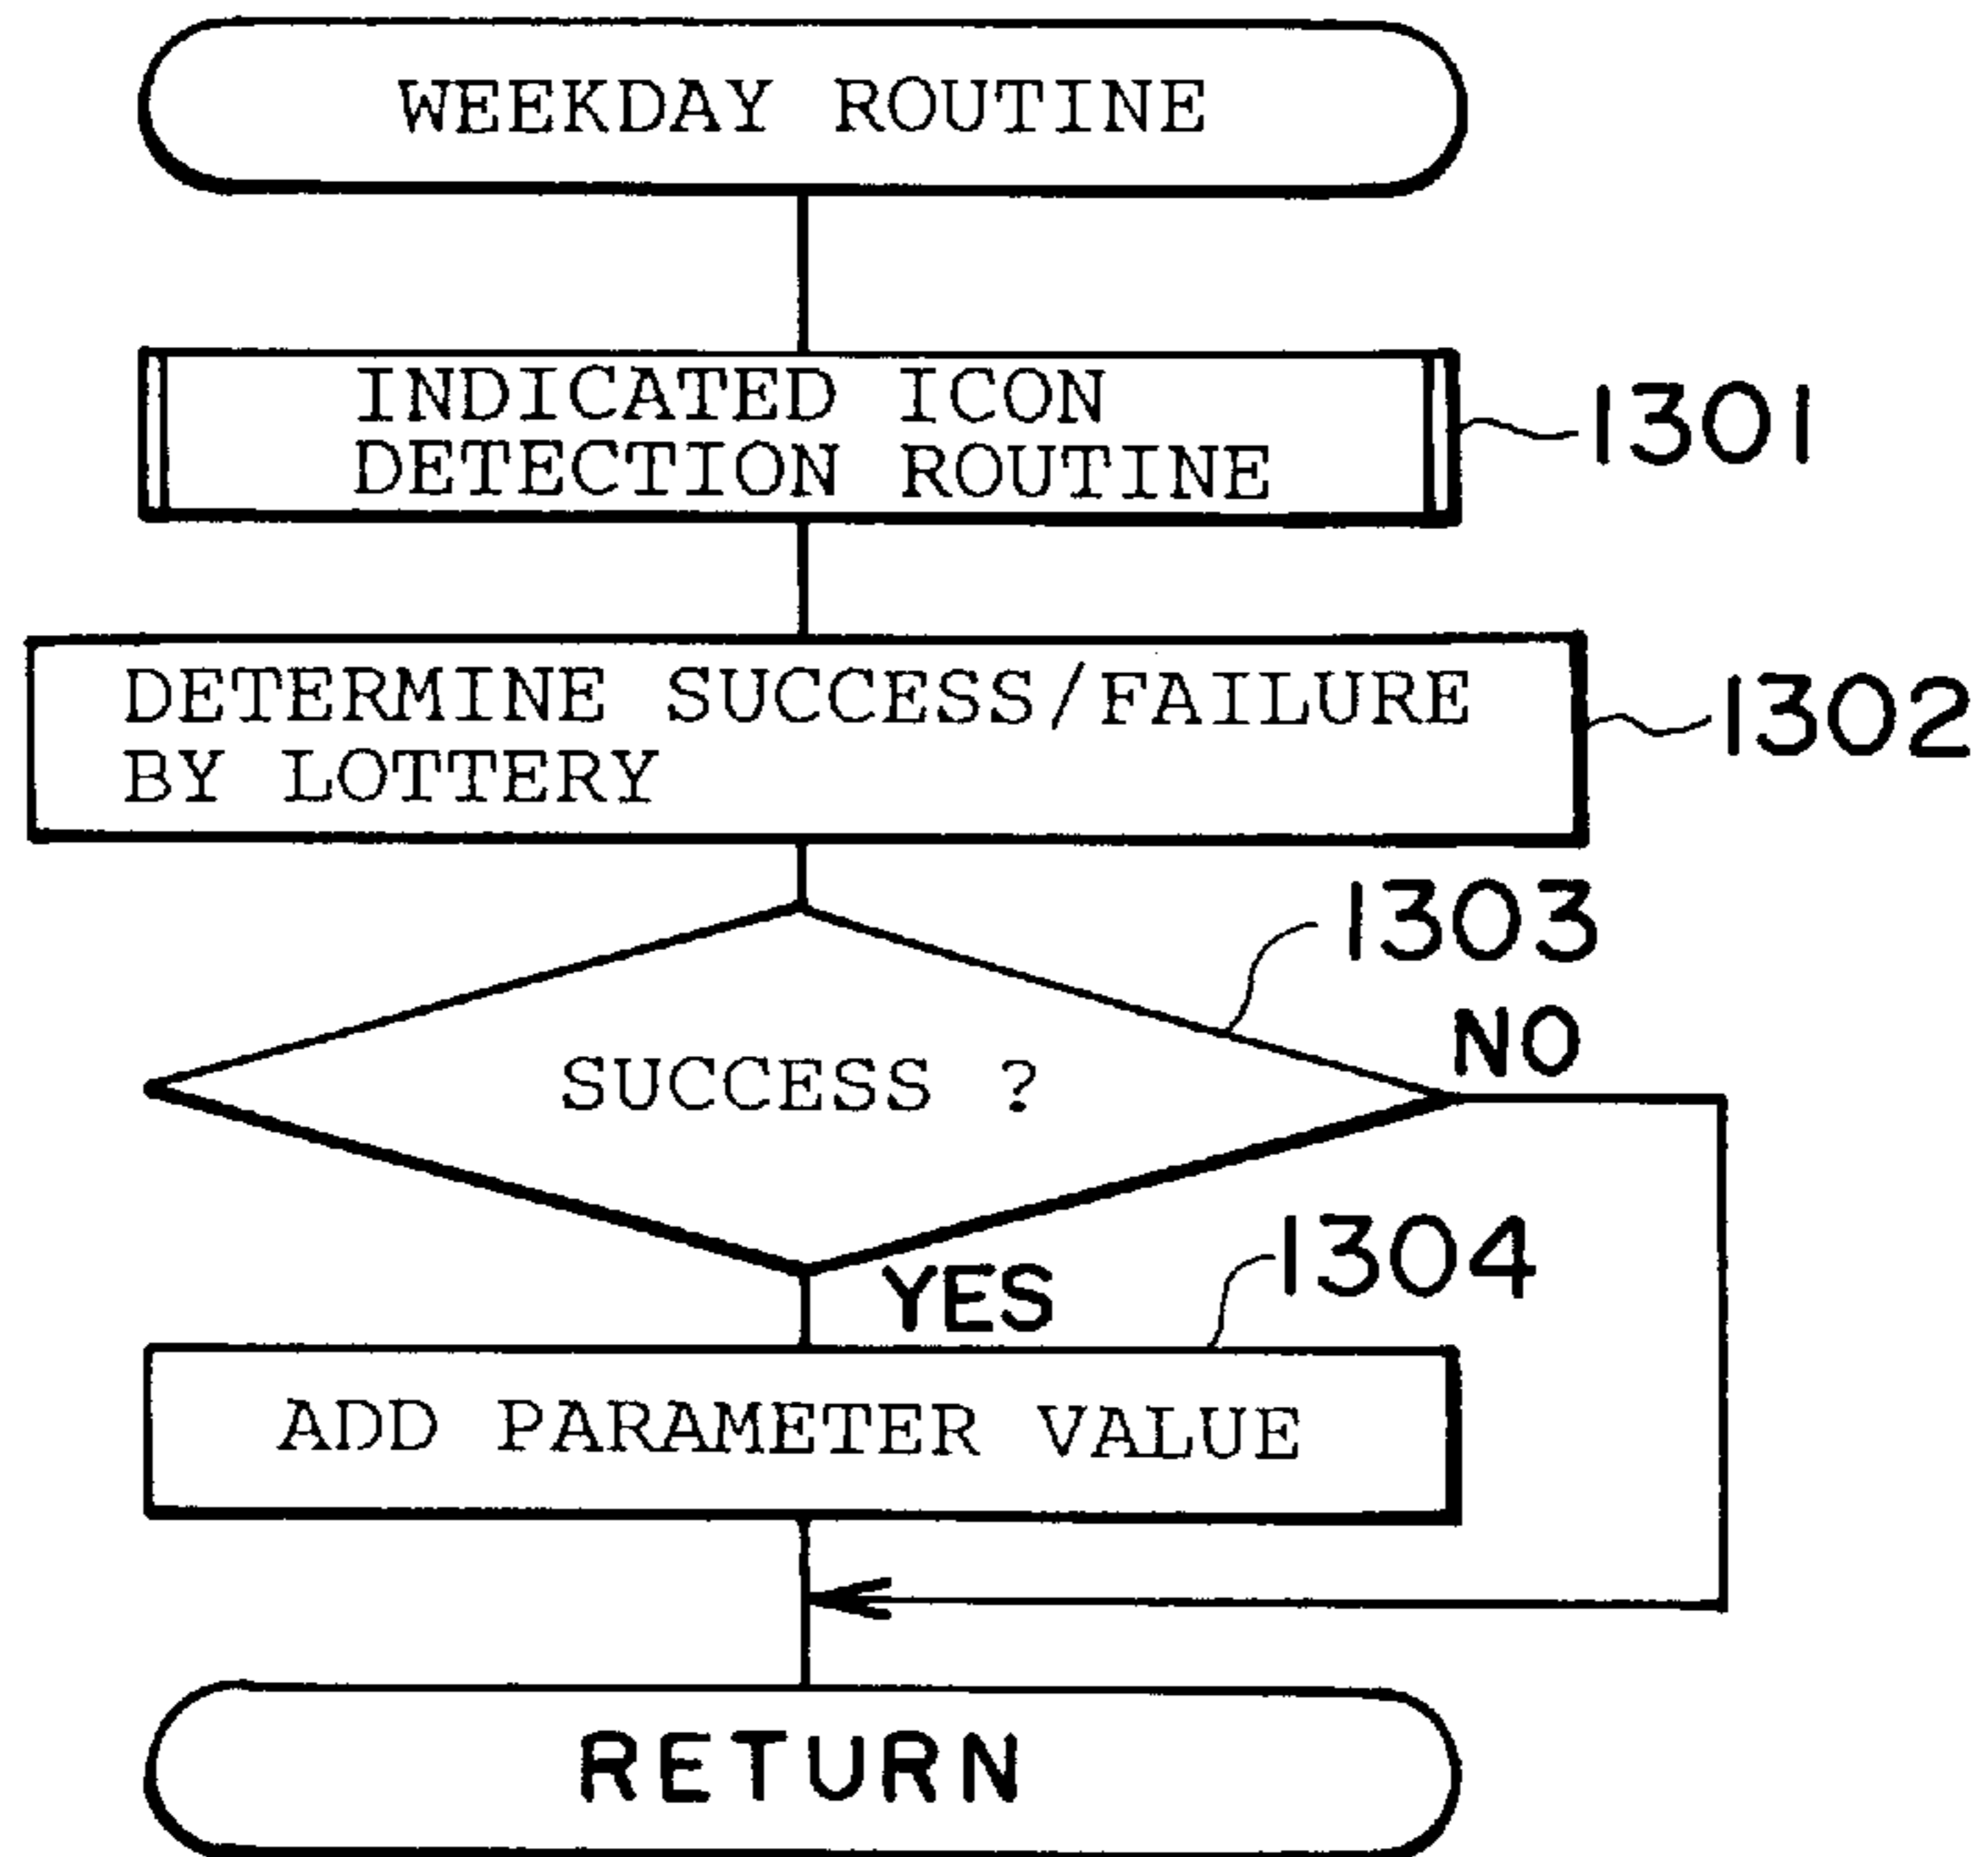 WEEKDAY ROUTINE
INDICATED ICON
DETECTION ROUTINE
1301
DETERMINE SUCCESS/FAILURE
BY LOTTERY
1302
1303
SUCCESS ?
NO
YES
1304
ADD PARAMETER VALUE
RETURN